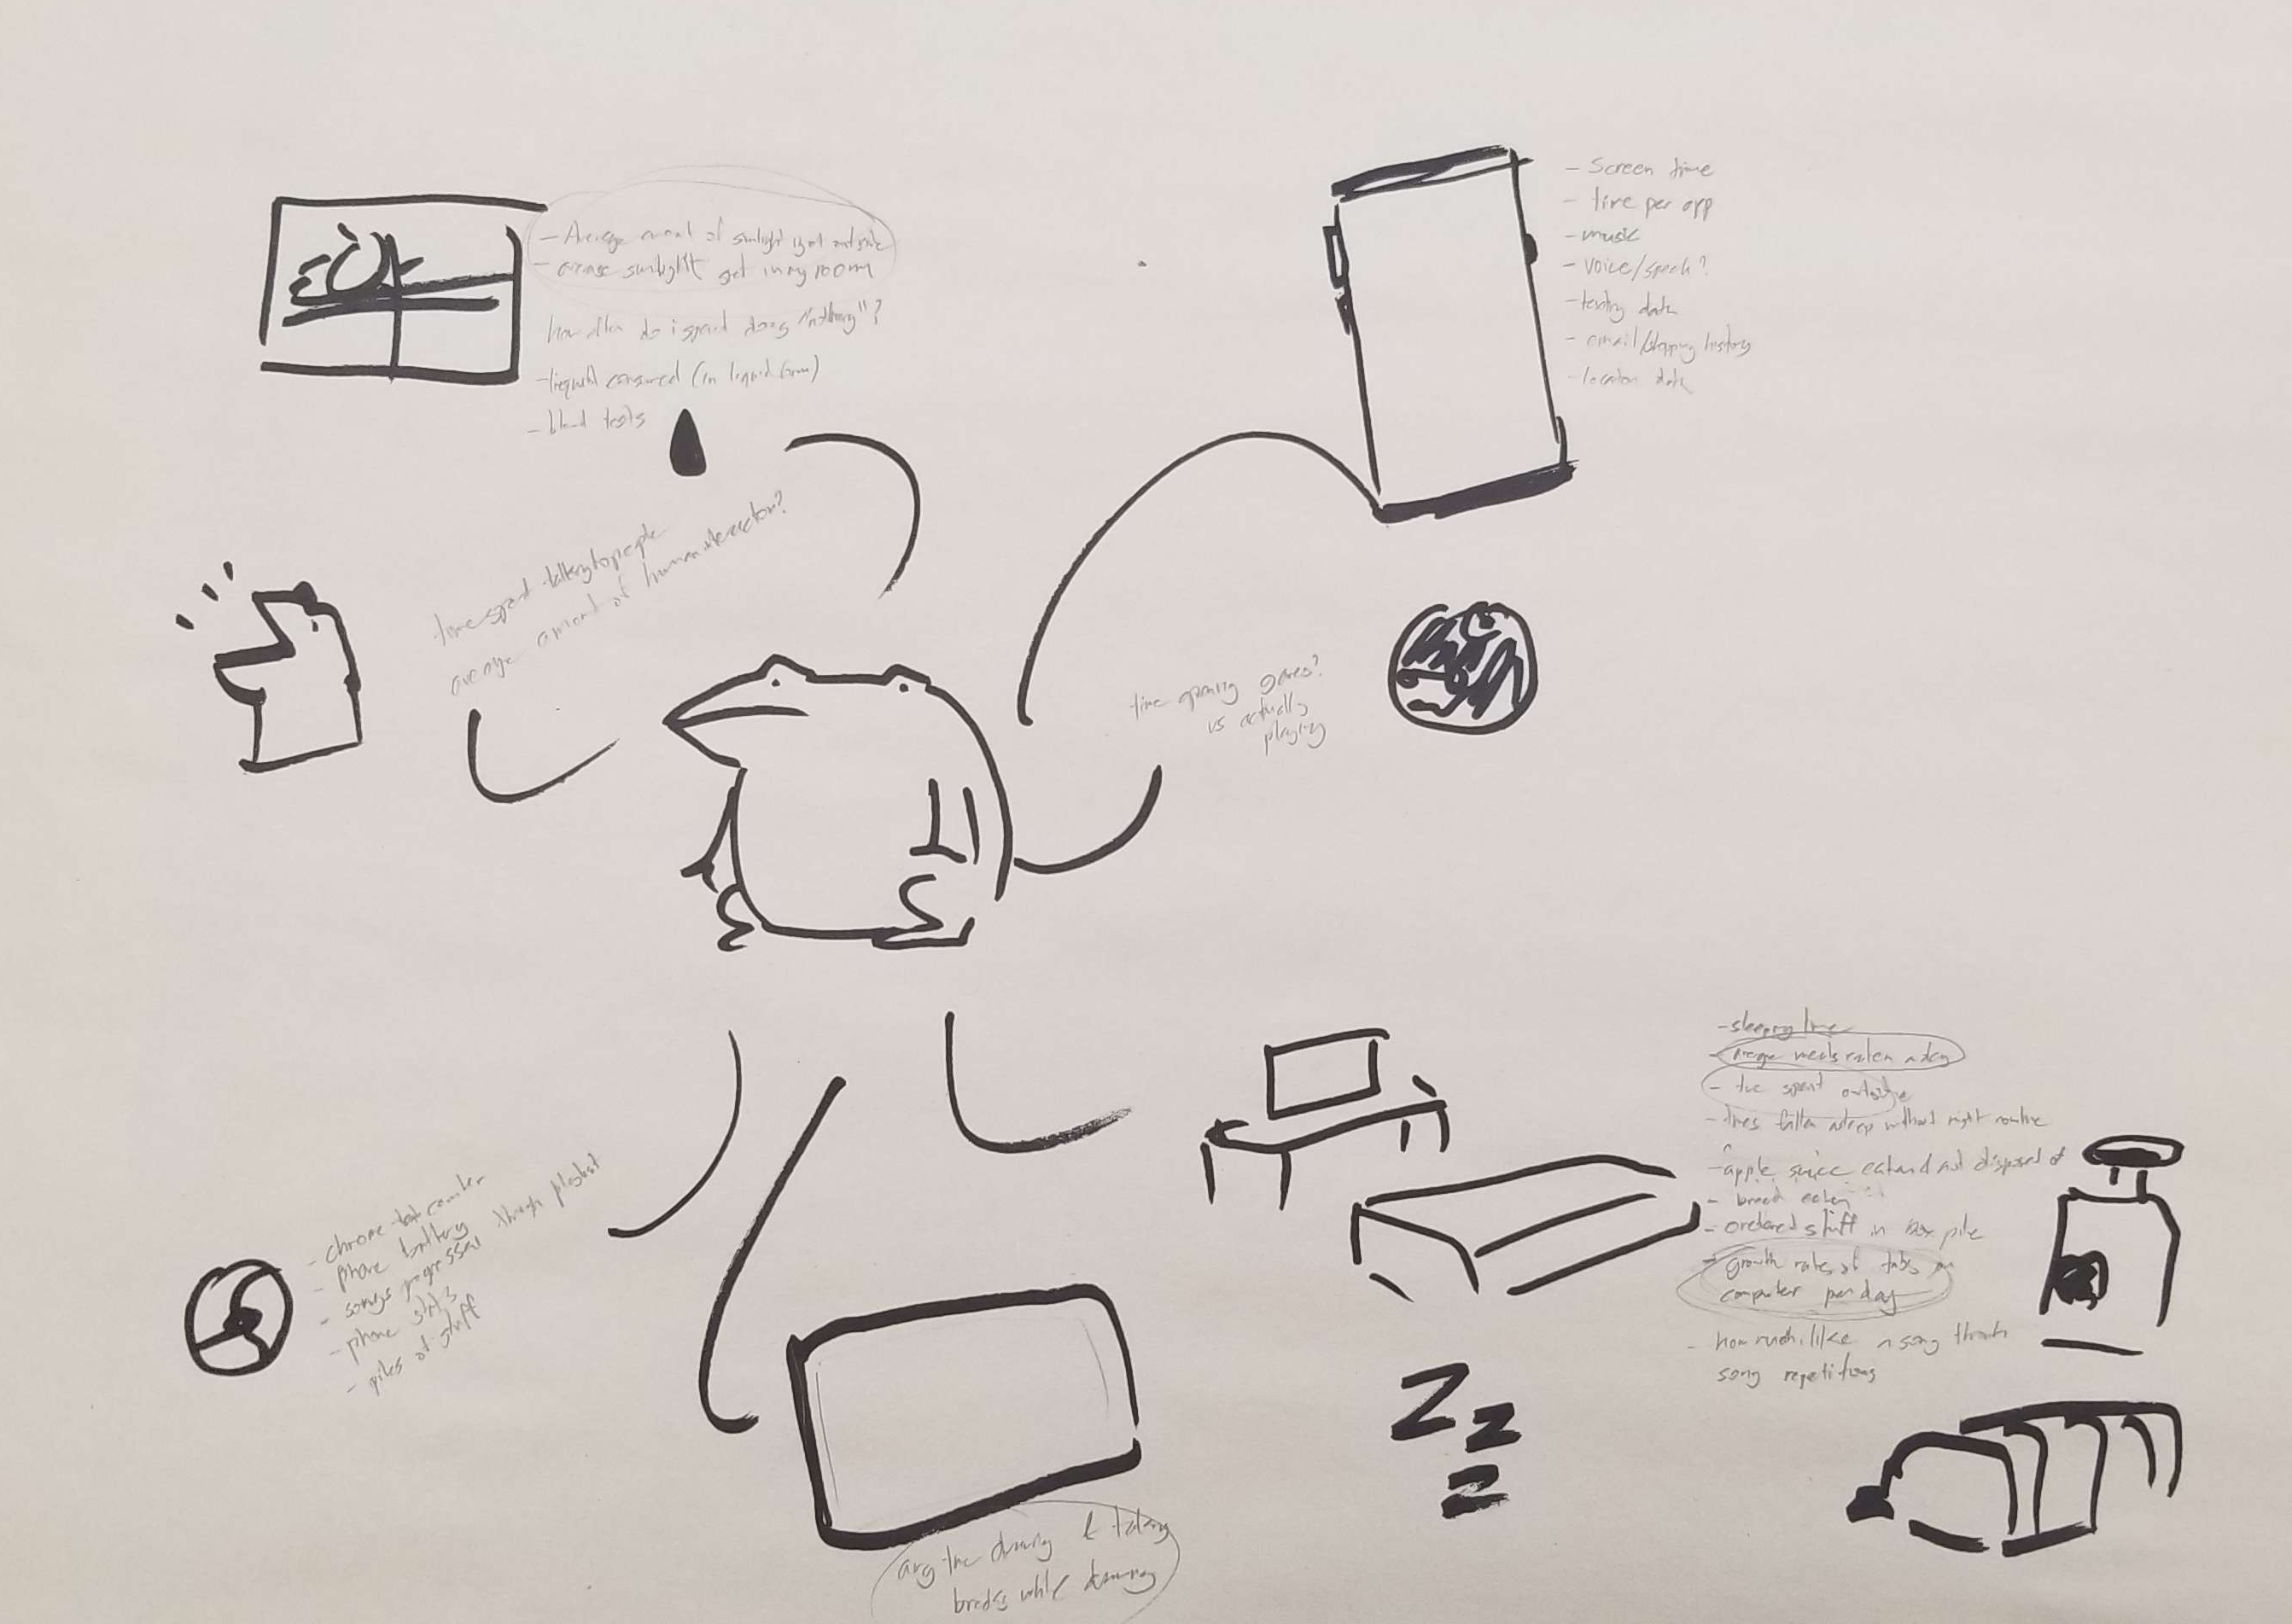 - Average amount of sunlight i get outside
- average sunlight get in my room
how often do i spend doing "nothing"?
- liquid consumed (in liquid form)
- blood tests
- Screen time
- time per app
- music
- voice/speech?
- texting data
- email/shopping history
- location data
time spent talking to people
average amount of human interaction?
time opening games?
vs actually
playing
- sleeping time
- average meals eaten a day
- time spent outside
- times fallen asleep without night routine
- apple juice eaten and not disposed of
- bread eaten
- ordered stuff in box pile
- growth rates of tabs on
computer per day
- how much i like a song through
song repetitions
- chrome tab counter
- phone battery
- songs progressed through playlist
- phone stats
- piles of stuff
Z z
z
avg time drawing & taking
breaks while drawing